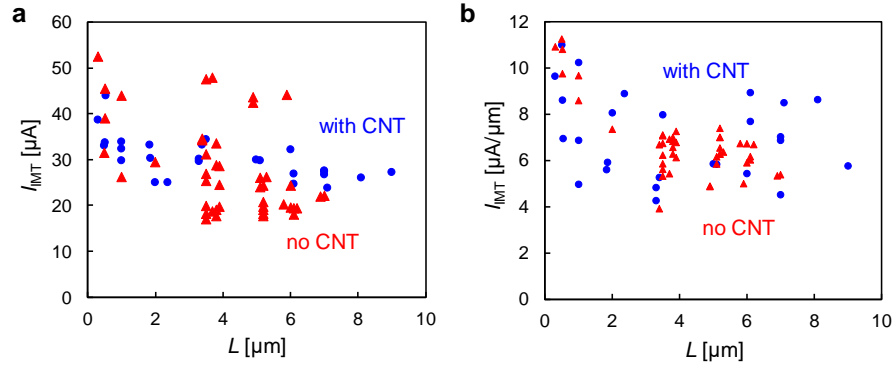 a
60
50
40
30
20
10
0
I_IMT [µA]
with CNT
no CNT
0 2 4 6 8 10
L [µm]
b
12
10
8
6
4
2
0
I_IMT [µA/µm]
with CNT
no CNT
0 2 4 6 8 10
L [µm]